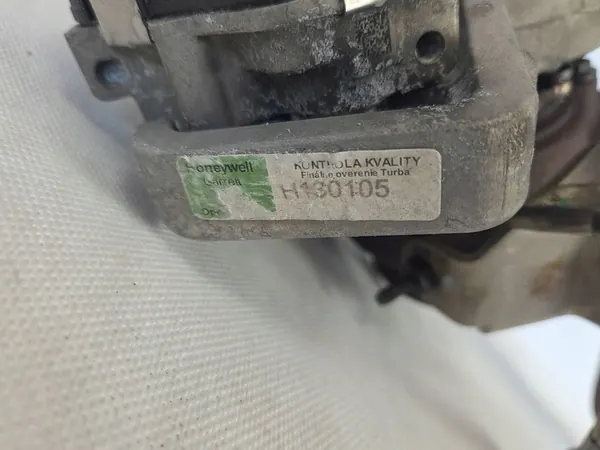 Honeywell
Garrett
KONTROLA KVALITY
Finálne overenie Turba
H130105